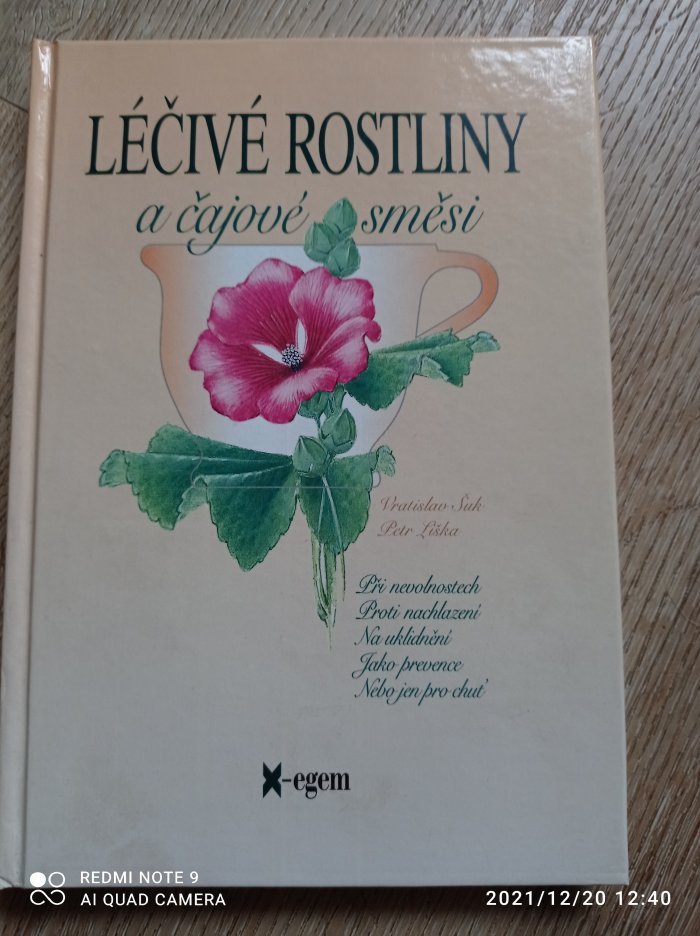 LÉČIVÉ ROSTLINY
a čajové směsi
Vratislav Šuk
Petr Liška
Při nevolnostech
Proti nachlazení
Na uklidnění
Jako prevence
Nebo jen pro chuť
X-egem
REDMI NOTE 9
AI QUAD CAMERA
2021/12/20 12:40